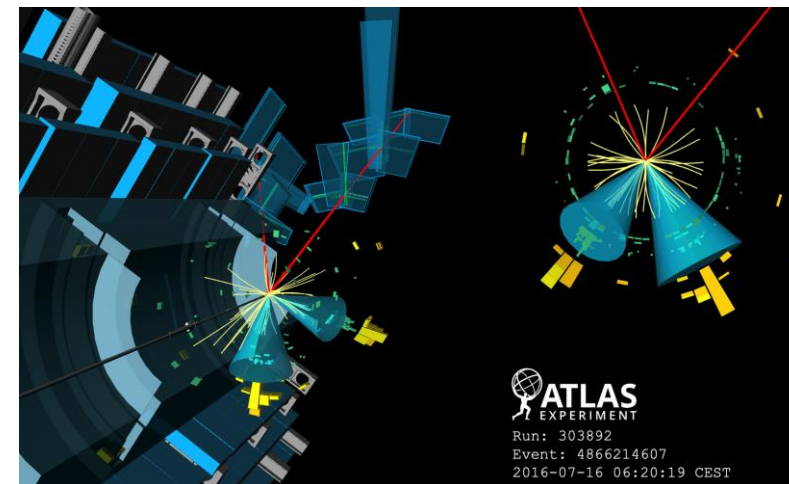 ATLAS
EXPERIMENT
Run: 303892
Event: 4866214607
2016-07-16 06:20:19 CEST